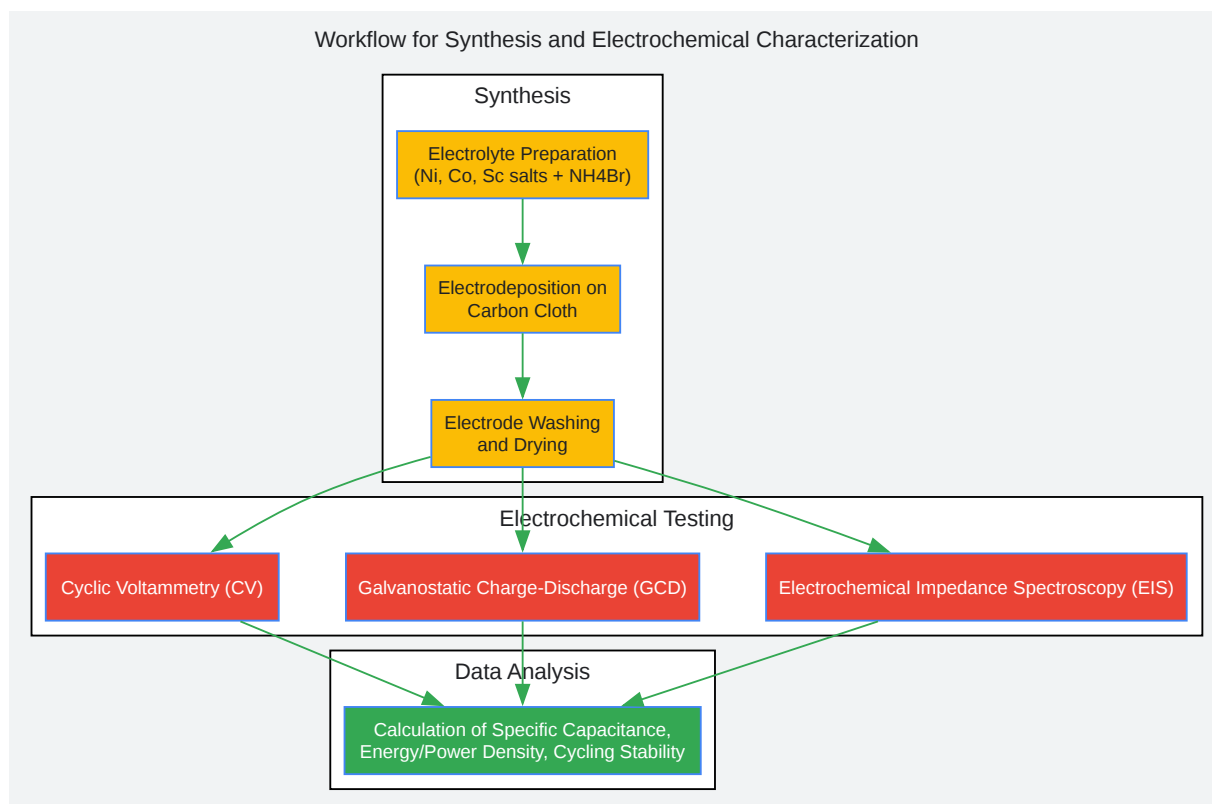 Workflow for Synthesis and Electrochemical Characterization
Synthesis
Electrolyte Preparation
(Ni, Co, Sc salts + NH4Br)
Electrodeposition on
Carbon Cloth
Electrode Washing
and Drying
Electrochemical Testing
Cyclic Voltammetry (CV)
Galvanostatic Charge-Discharge (GCD)
Electrochemical Impedance Spectroscopy (EIS)
Data Analysis
Calculation of Specific Capacitance,
Energy/Power Density, Cycling Stability